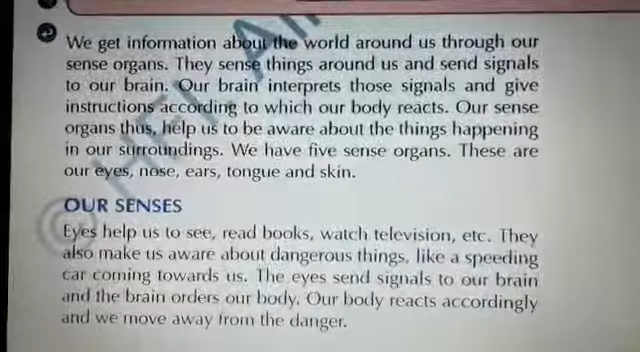 We get information about the world around us through our
sense organs. They sense things around us and send signals
to our brain. Our brain interprets those signals and give
instructions according to which our body reacts. Our sense
organs thus, help us to be aware about the things happening
in our surroundings. We have five sense organs. These are
our eyes, nose, ears, tongue and skin.
OUR SENSES
Eyes help us to see, read books, watch television, etc. They
also make us aware about dangerous things, like a speeding
car coming towards us. The eyes send signals to our brain
and the brain orders our body. Our body reacts accordingly
and we move away from the danger.